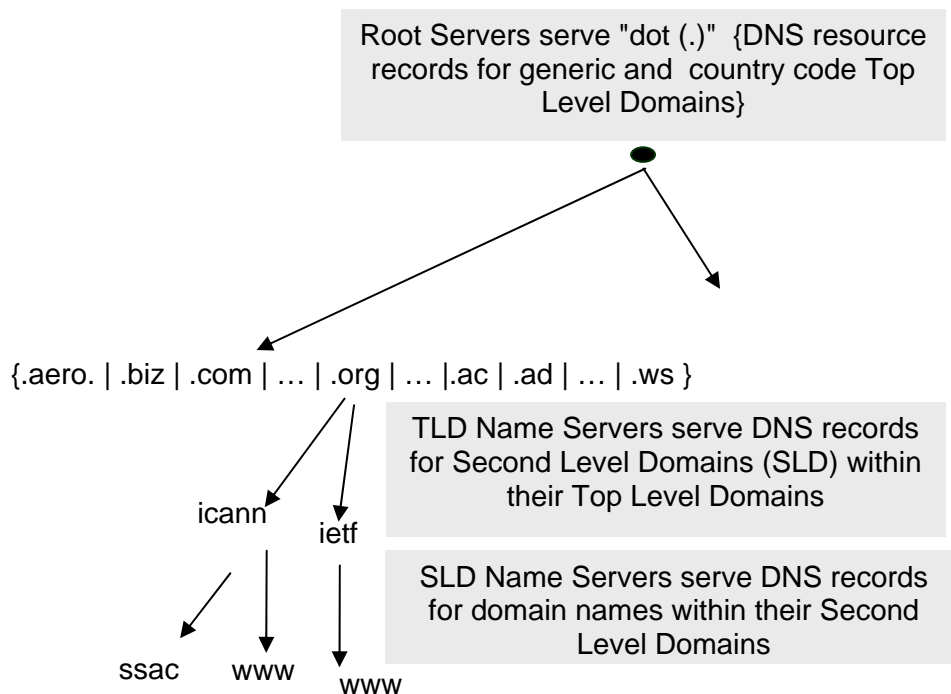 Root Servers serve "dot (.)" {DNS resource
records for generic and country code Top
Level Domains}
{.aero. | .biz | .com | … | .org | … |.ac | .ad | … | .ws }
TLD Name Servers serve DNS records
for Second Level Domains (SLD) within
their Top Level Domains
icann
ietf
SLD Name Servers serve DNS records
for domain names within their Second
Level Domains
ssac
www
www